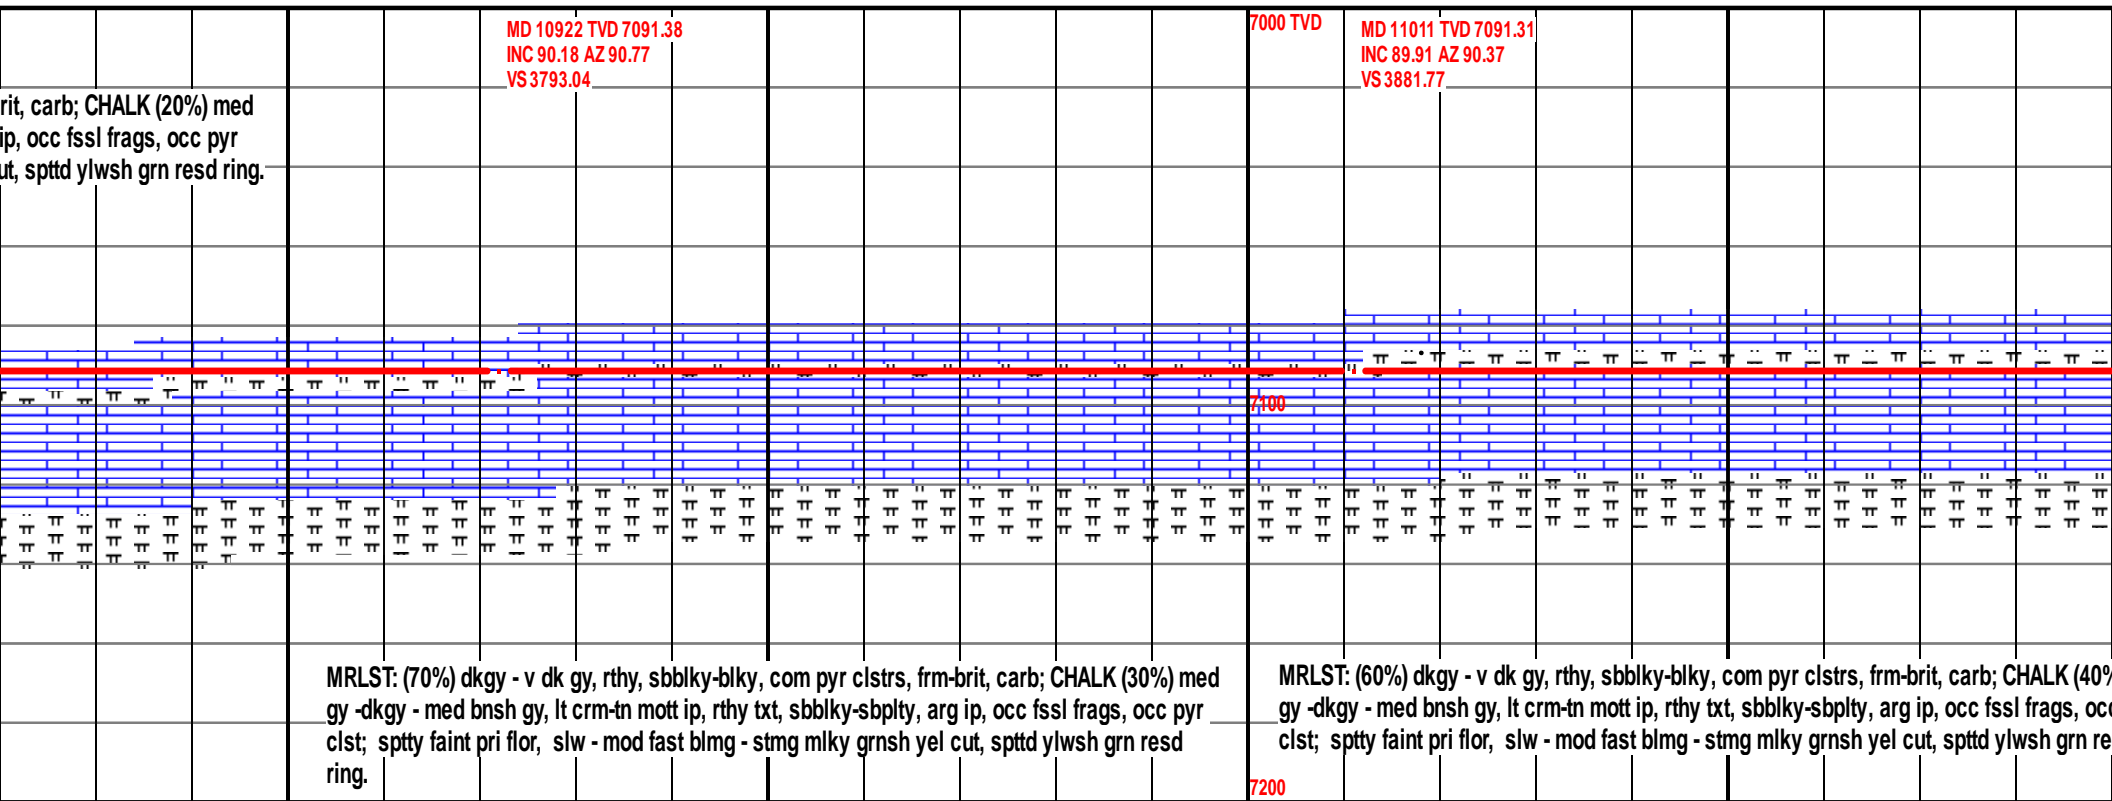 MD 10922 TVD 7091.38
INC 90.18 AZ 90.77
VS 3793.04
7000 TVD
MD 11011 TVD 7091.31
INC 89.91 AZ 90.37
VS 3881.77
rit, carb; CHALK (20%) med
ip, occ fssl frags, occ pyr
ut, spttd ylwsh grn resd ring.
7100
MRLST: (70%) dkgy - v dk gy, rthy, sbblky-blky, com pyr clstrs, frm-brit, carb; CHALK (30%) med
gy -dkgy - med bnsh gy, lt crm-tn mott ip, rthy txt, sbblky-sbplty, arg ip, occ fssl frags, occ pyr
clst; sptty faint pri flor, slw - mod fast blmg - stmg mlky grnsh yel cut, spttd ylwsh grn resd
ring.
MRLST: (60%) dkgy - v dk gy, rthy, sbblky-blky, com pyr clstrs, frm-brit, carb; CHALK (40%
gy -dkgy - med bnsh gy, lt crm-tn mott ip, rthy txt, sbblky-sbplty, arg ip, occ fssl frags, occ
clst; sptty faint pri flor, slw - mod fast blmg - stmg mlky grnsh yel cut, spttd ylwsh grn re
7200